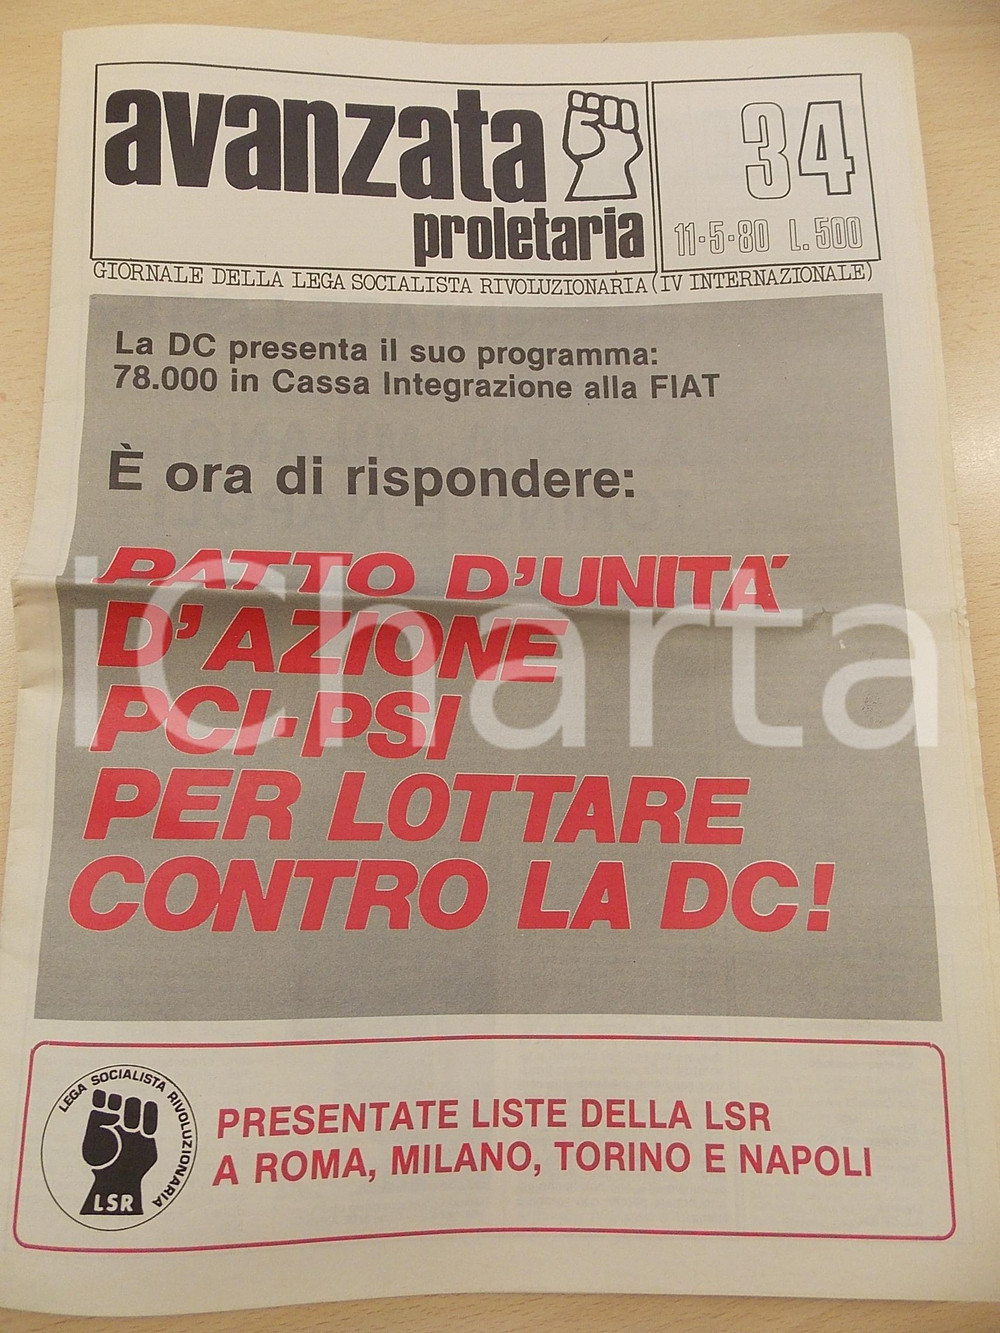 avanzata
proletaria
34
11·5·80 L.500
GIORNALE DELLA LEGA SOCIALISTA RIVOLUZIONARIA (IV INTERNAZIONALE)
La DC presenta il suo programma:
78.000 in Cassa Integrazione alla FIAT
È ora di rispondere:
PATTO D'UNITÁ
D'AZIONE
PCI-PSI
PER LOTTARE
CONTRO LA DC!
iCharta
LEGA SOCIALISTA RIVOLUZIONARIA
LSR
PRESENTATE LISTE DELLA LSR
A ROMA, MILANO, TORINO E NAPOLI